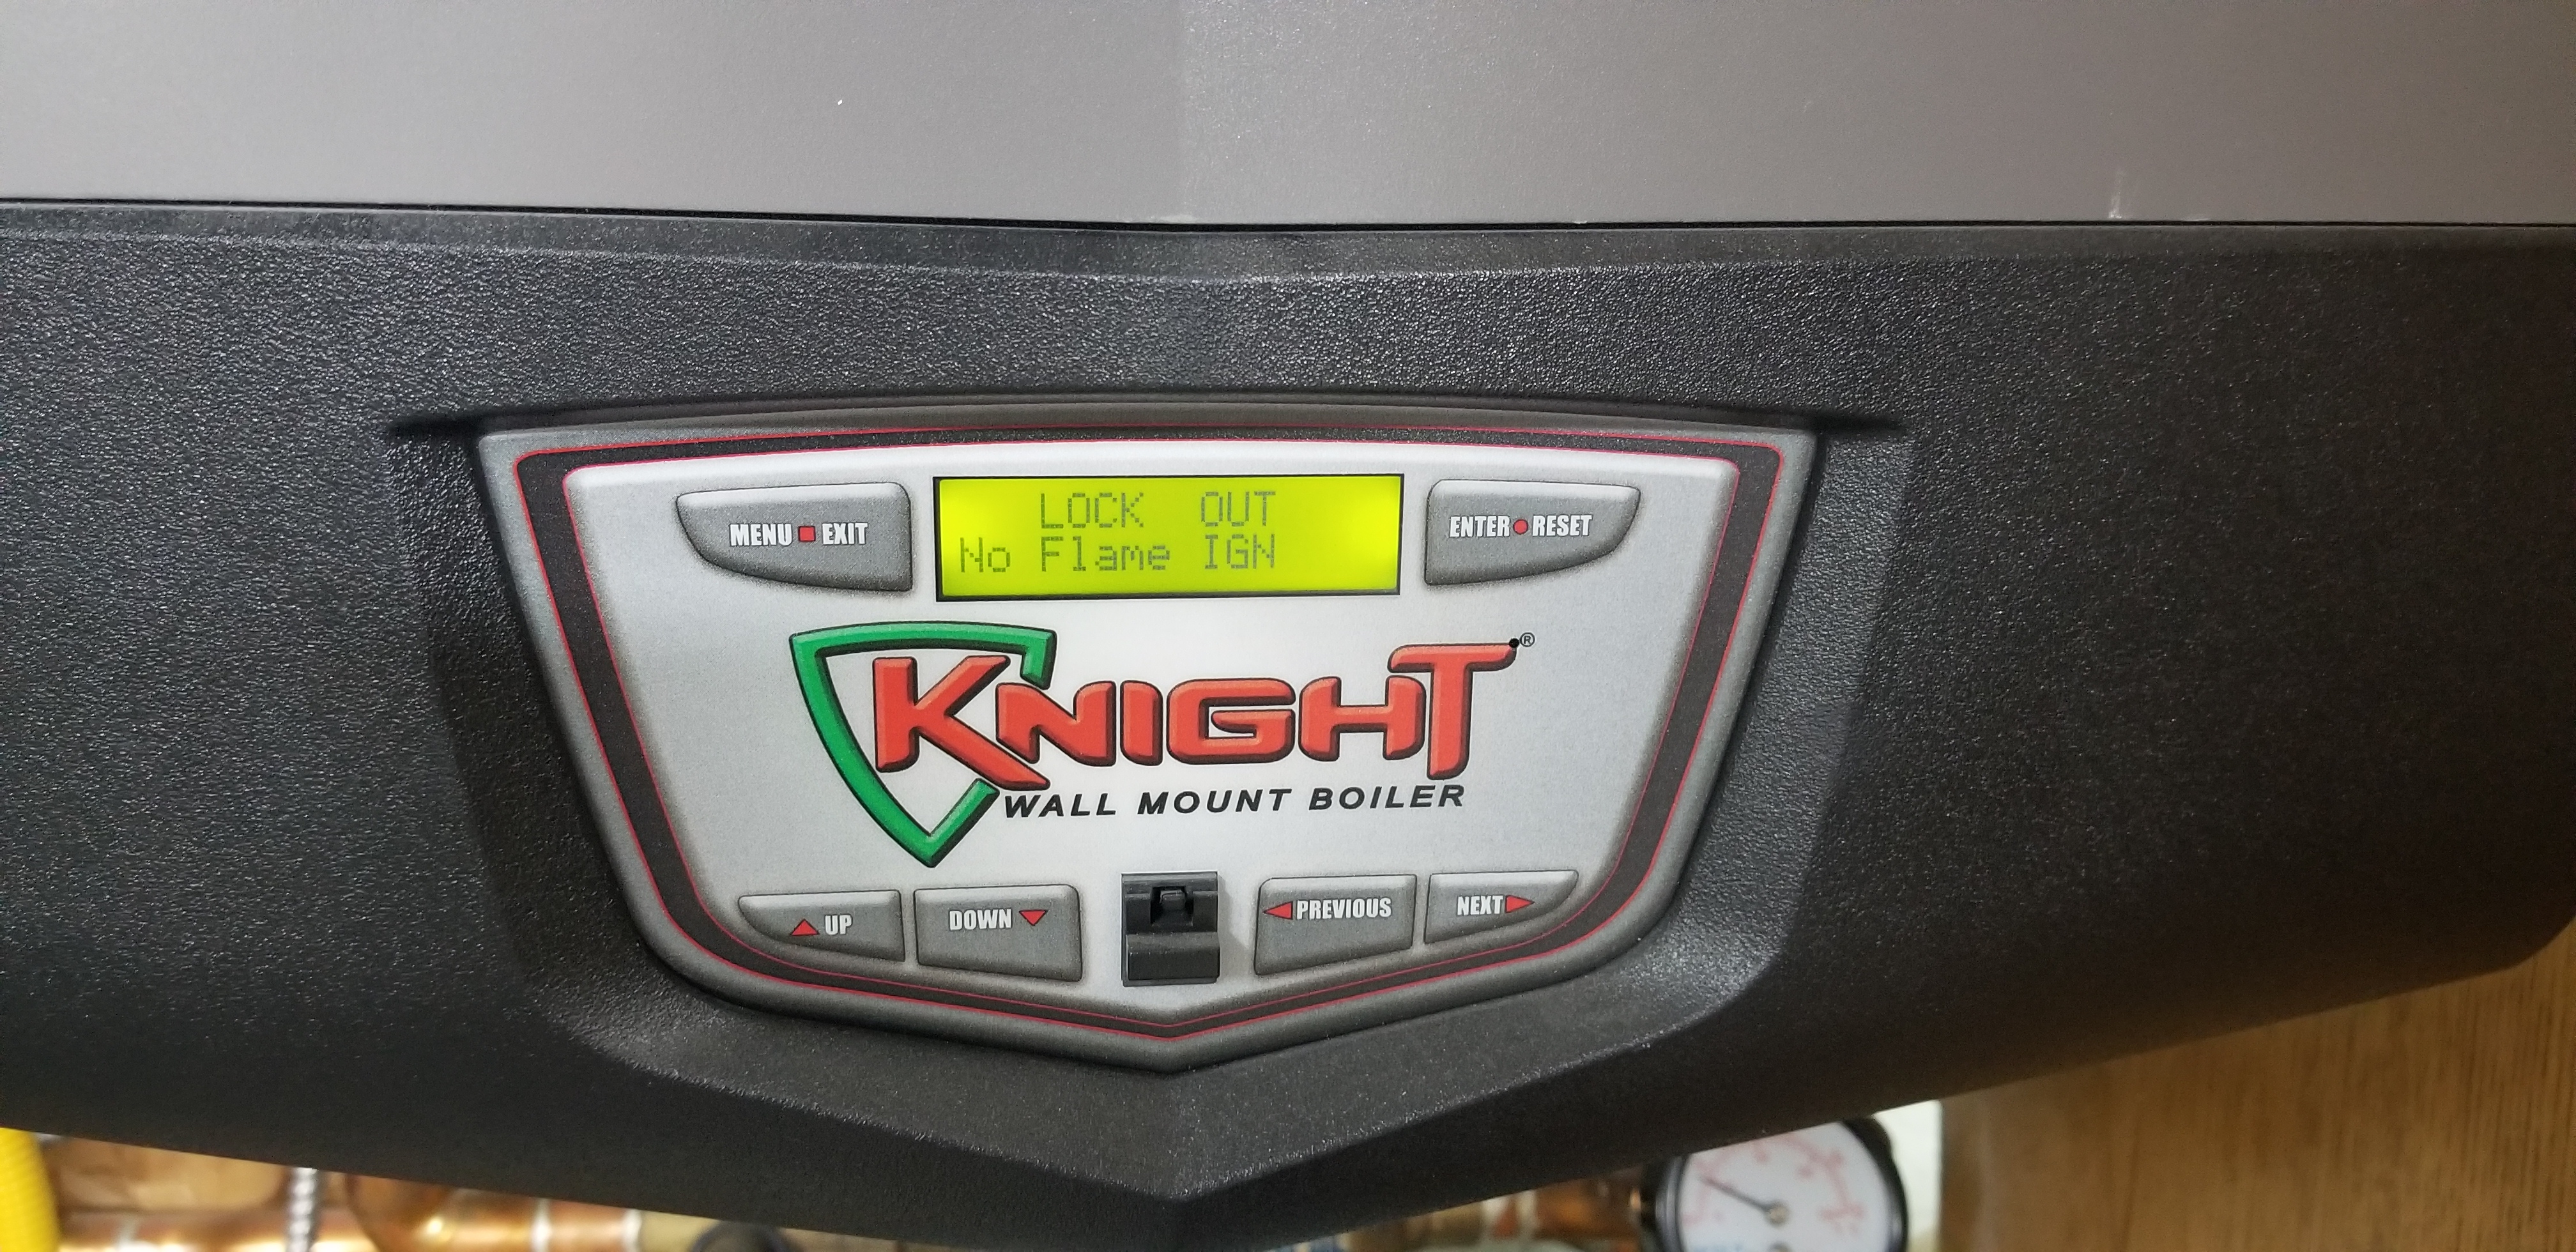 MENU EXIT
LOCK OUT
No Flame IGN
ENTER RESET
KNIGHT®
WALL MOUNT BOILER
UP
DOWN
PREVIOUS
NEXT